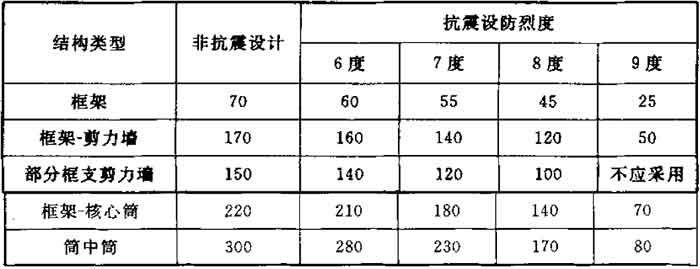 结构类型 非抗震设计 抗震设防烈度
6度 7度 8度 9度
框架 70 60 55 45 25
框架-剪力墙 170 160 140 120 50
部分框支剪力墙 150 140 120 100 不应采用
框架-核心筒 220 210 180 140 70
筒中筒 300 280 230 170 80